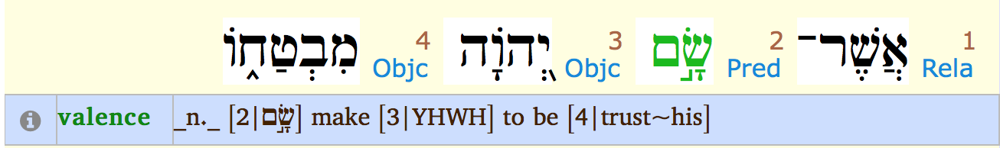 1 Rela אֲשֶׁר־ 2 Pred שָׂ֣ם 3 Objc יְ֭הוָה 4 Objc מִבְטַח֑וֹ
valence _n._ [2|שָׂ֣ם] make [3|YHWH] to be [4|trust~his]